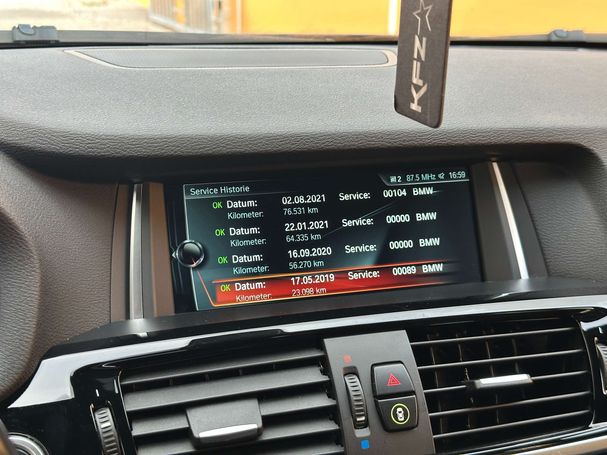 KFZ
2 87.5 MHz 16:59
Service Historie
OK Datum: 02.08.2021 Service: 00104 BMW
Kilometer: 76.531 km
OK Datum: 22.01.2021 Service: 00000 BMW
Kilometer: 64.335 km
OK Datum: 16.09.2020 Service: 00000 BMW
Kilometer: 56.270 km
OK Datum: 17.05.2019 Service: 00089 BMW
Kilometer: 23.098 km